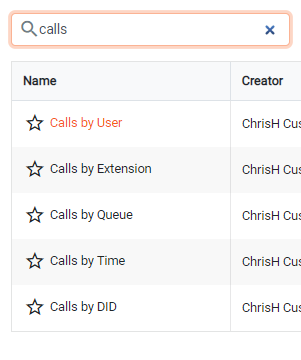 calls
Name Creator
Calls by User ChrisH Cus
Calls by Extension ChrisH Cus
Calls by Queue ChrisH Cus
Calls by Time ChrisH Cus
Calls by DID ChrisH Cus